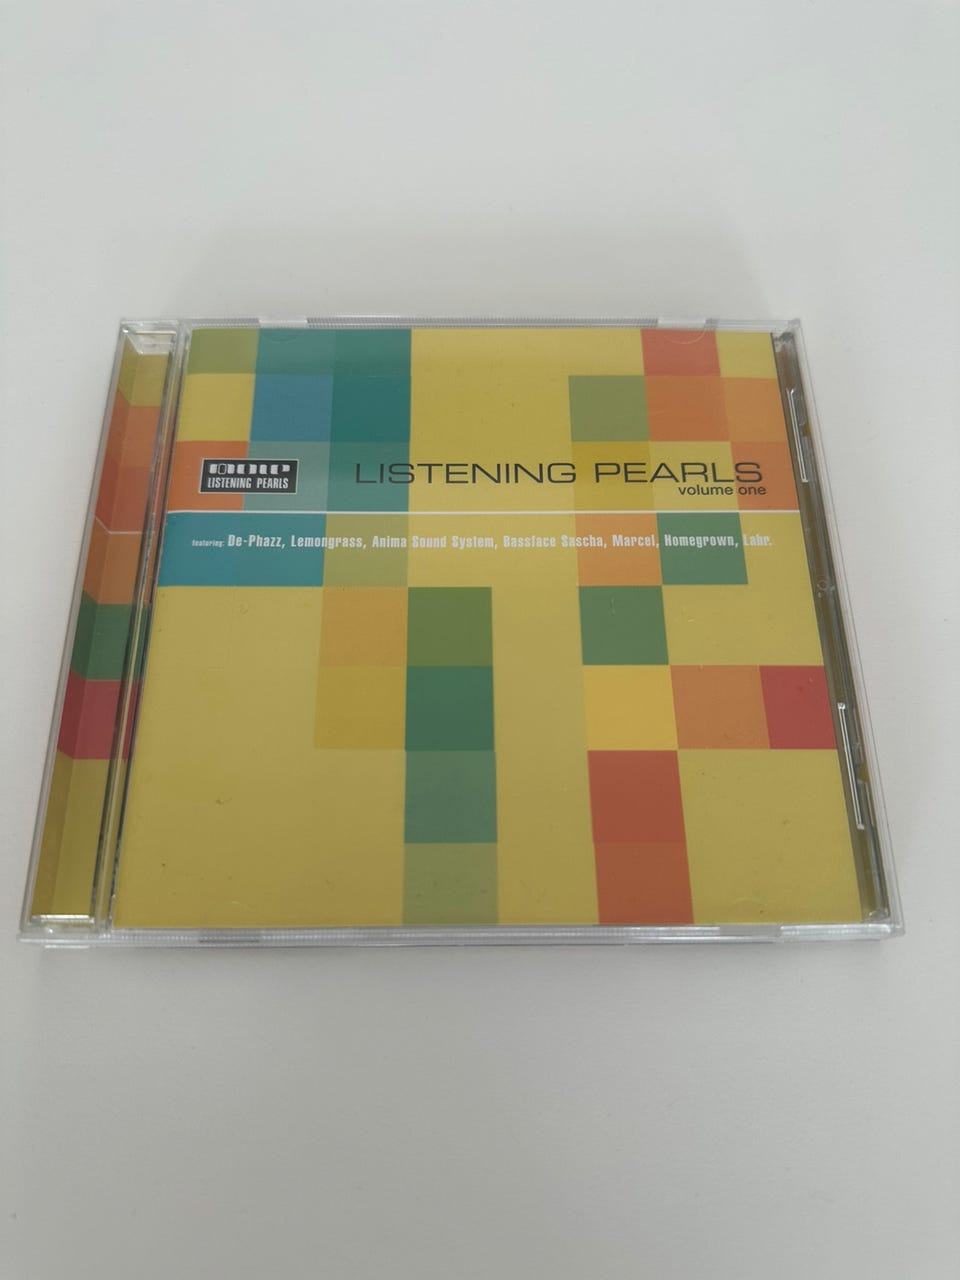 LISTENING PEARLS
LISTENING PEARLS
volume one
featuring: De-Phazz, Lemongrass, Anima Sound System, Bassface Sascha, Marcel, Homegrown, Lahr.